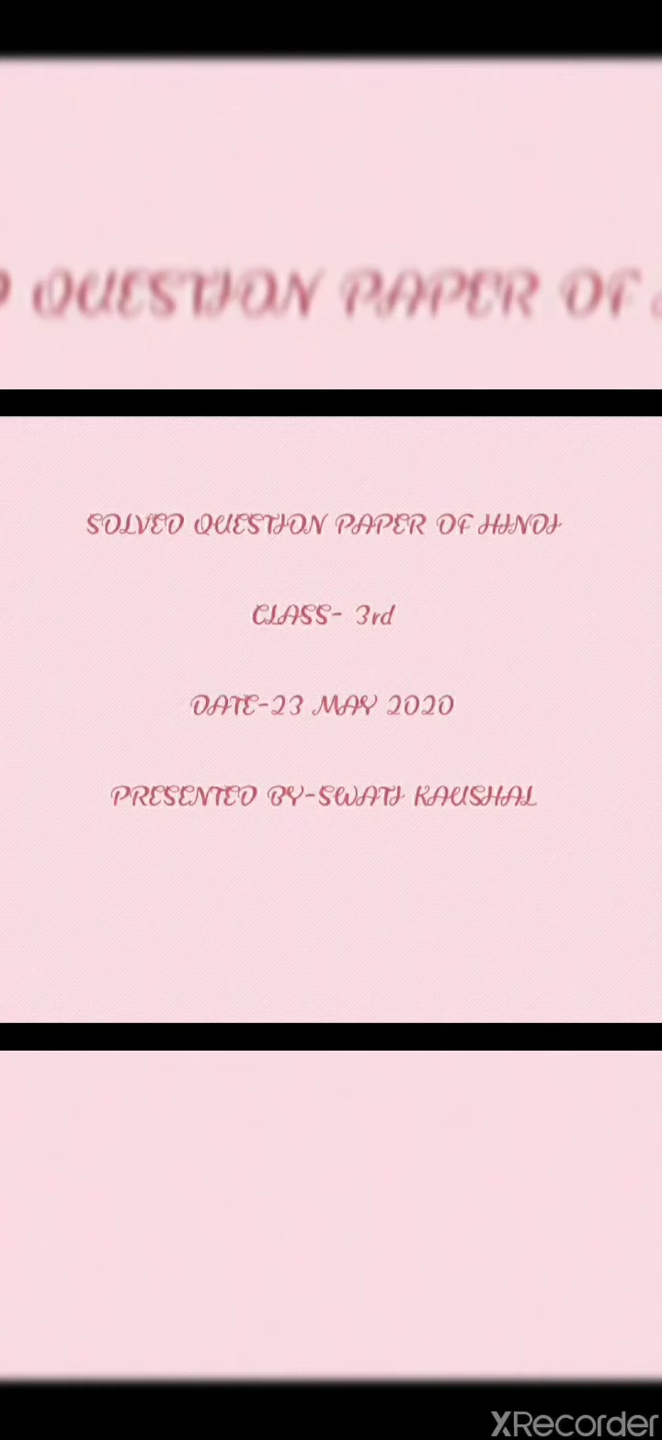 QUESTION PAPER OF
SOLVED QUESTION PAPER OF HINDI
CLASS- 3rd
DATE-23 MAY 2020
PRESENTED BY-SWATI KAUSHAL
XRecorder